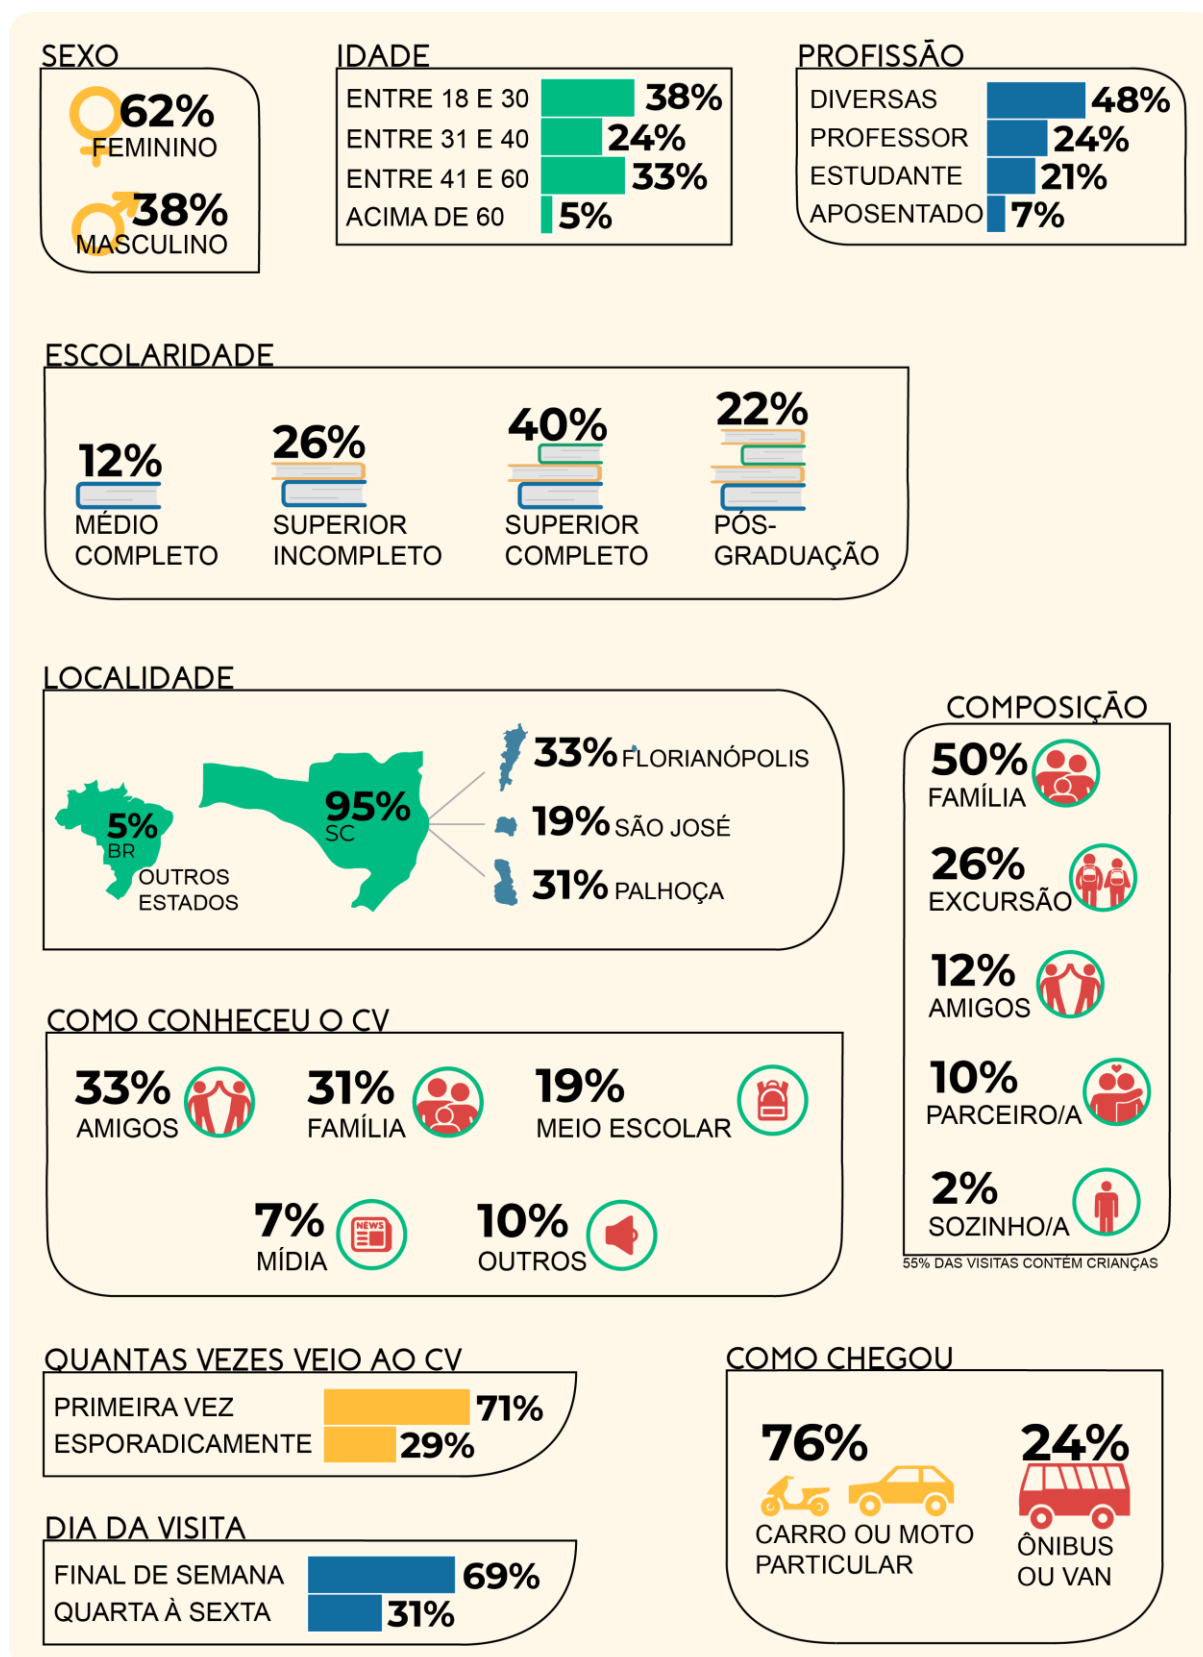 SEXO
62%
FEMININO
38%
MASCULINO
IDADE
ENTRE 18 E 30 38%
ENTRE 31 E 40 24%
ENTRE 41 E 60 33%
ACIMA DE 60 5%
PROFISSÃO
DIVERSAS 48%
PROFESSOR 24%
ESTUDANTE 21%
APOSENTADO 7%
ESCOLARIDADE
12%
MÉDIO
COMPLETO
26%
SUPERIOR
INCOMPLETO
40%
SUPERIOR
COMPLETO
22%
PÓS-
GRADUAÇÃO
LOCALIDADE
5%
BR
OUTROS
ESTADOS
95%
SC
33% FLORIANÓPOLIS
19% SÃO JOSÉ
31% PALHOÇA
COMPOSIÇÃO
50%
FAMÍLIA
26%
EXCURSÃO
12%
AMIGOS
10%
PARCEIRO/A
2%
SOZINHO/A
55% DAS VISITAS CONTÉM CRIANÇAS
COMO CONHECEU O CV
33%
AMIGOS
31%
FAMÍLIA
19%
MEIO ESCOLAR
7%
MÍDIA
NEWS
10%
OUTROS
QUANTAS VEZES VEIO AO CV
PRIMEIRA VEZ 71%
ESPORADICAMENTE 29%
DIA DA VISITA
FINAL DE SEMANA 69%
QUARTA À SEXTA 31%
COMO CHEGOU
76%
CARRO OU MOTO
PARTICULAR
24%
ÔNIBUS
OU VAN